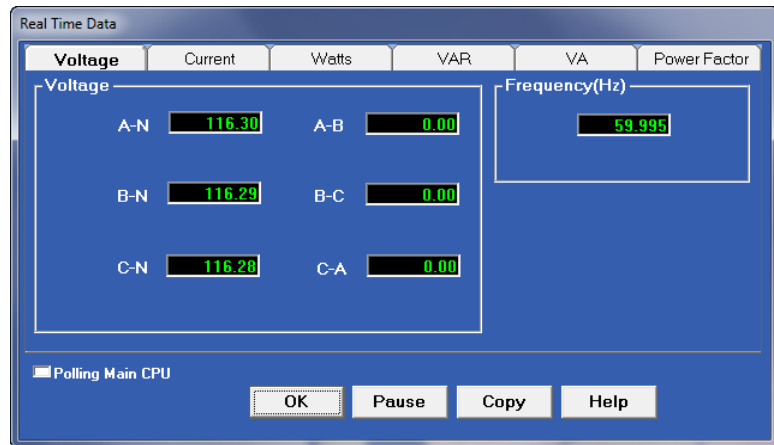 Real Time Data
Voltage Current Watts VAR VA Power Factor
Voltage Frequency(Hz)
A-N 116.30 A-B 0.00 59.995
B-N 116.29 B-C 0.00
C-N 116.28 C-A 0.00
Polling Main CPU
OK Pause Copy Help